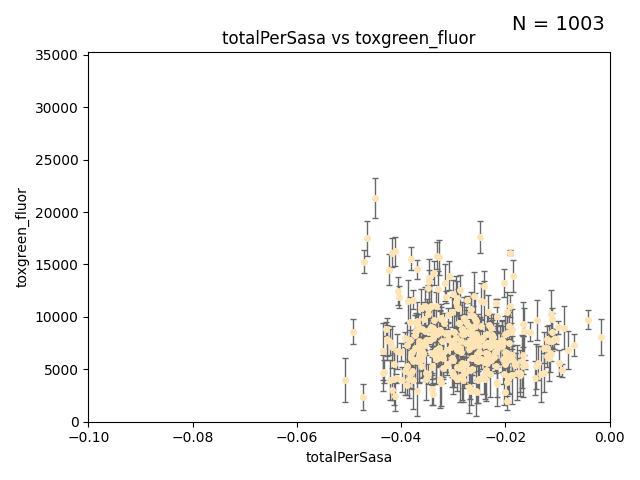 N = 1003
totalPerSasa vs toxgreen_fluor
35000
30000
25000
20000
15000
10000
5000
0
toxgreen_fluor
−0.10 −0.08 −0.06 −0.04 −0.02 0.00
totalPerSasa